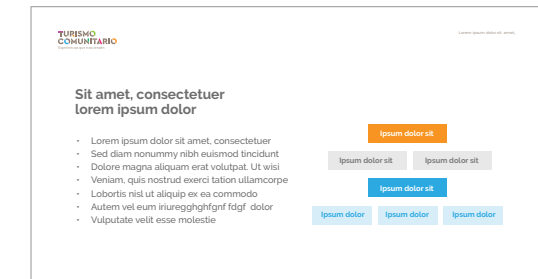 TURISMO
COMUNITARIO
Lorem ipsum dolo sit amet,
Sit amet, consectetuer
lorem ipsum dolor
• Lorem ipsum dolor sit amet, consectetuer
• Sed diam nonummy nibh euismod tincidunt
• Dolore magna aliquam erat volutpat. Ut wisi
• Veniam, quis nostrud exerci tation ullamcorpe
• Lobortis nisl ut aliquip ex ea commodo
• Autem vel eum iriuregghghfgnf fdgf dolor
• Vulputate velit esse molestie
Ipsum dolor sit
Ipsum dolor sit Ipsum dolor sit
Ipsum dolor sit
Ipsum dolor Ipsum dolor Ipsum dolor